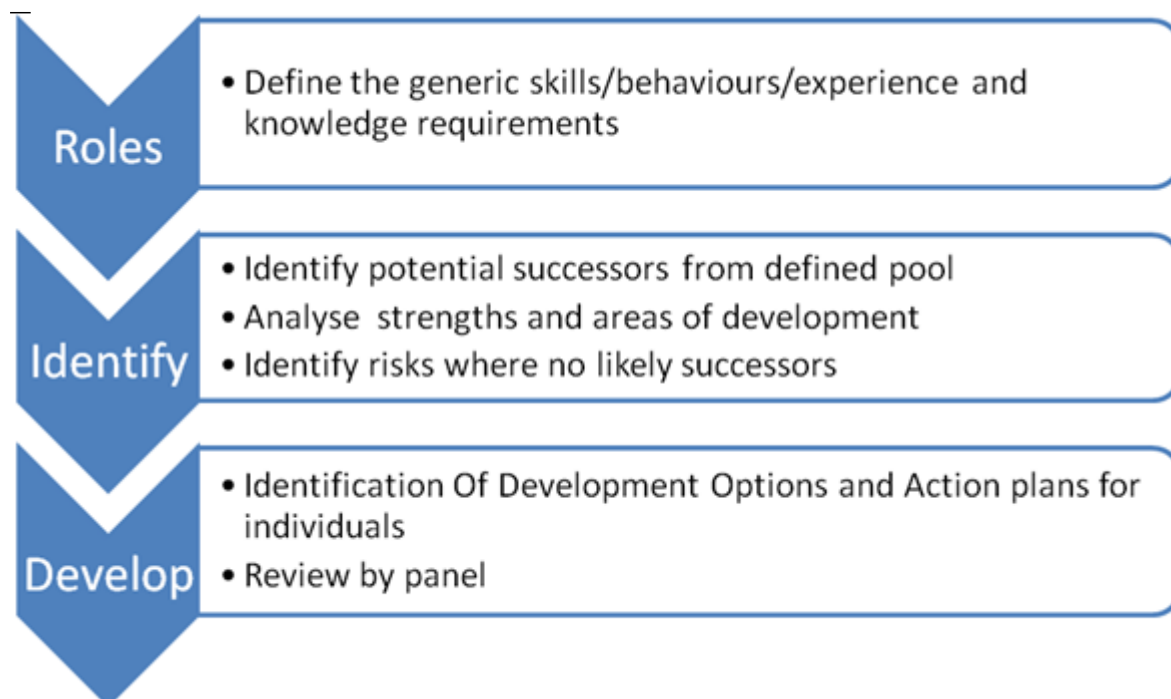 Roles
• Define the generic skills/behaviours/experience and
knowledge requirements
Identify
• Identify potential successors from defined pool
• Analyse strengths and areas of development
• Identify risks where no likely successors
Develop
• Identification Of Development Options and Action plans for
individuals
• Review by panel